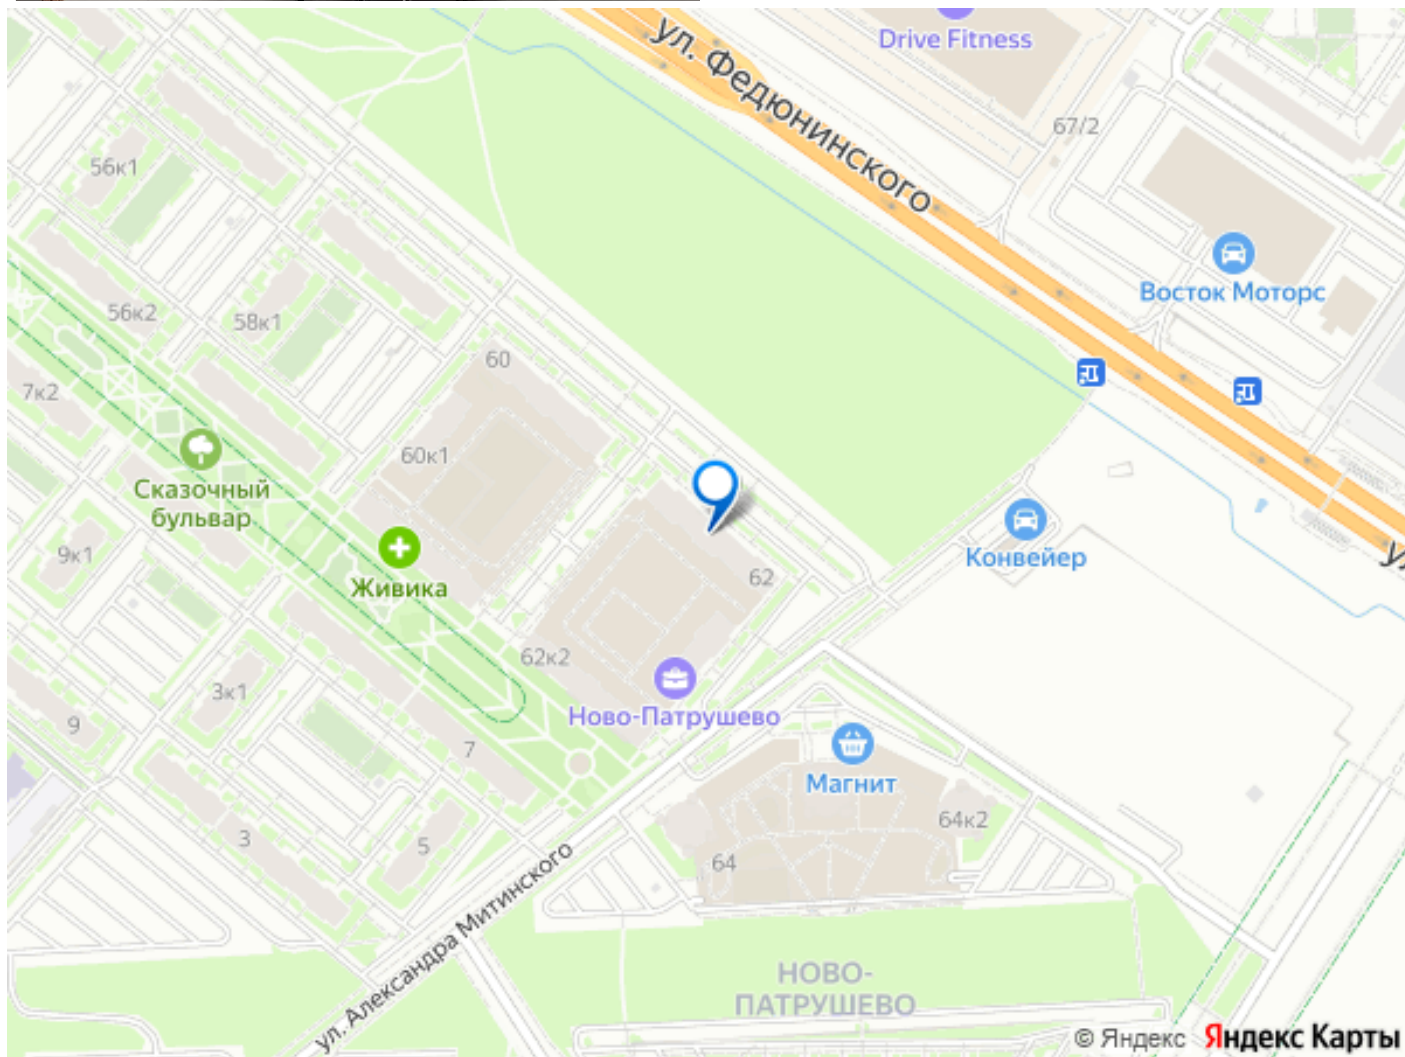 Drive Fitness
ул. Федюнинского
67/2
56к1
Восток Моторс
56к2
58к1
60
7к2
60к1
Сказочный
бульвар
9к1
Живика
Конвейер
62
62к2
3к1
Ново-Патрушево
9
7
Магнит
64к2
3
5
64
ул. Александра Митинского
НОВО-
ПАТРУШЕВО
© Яндекс Яндекс Карты